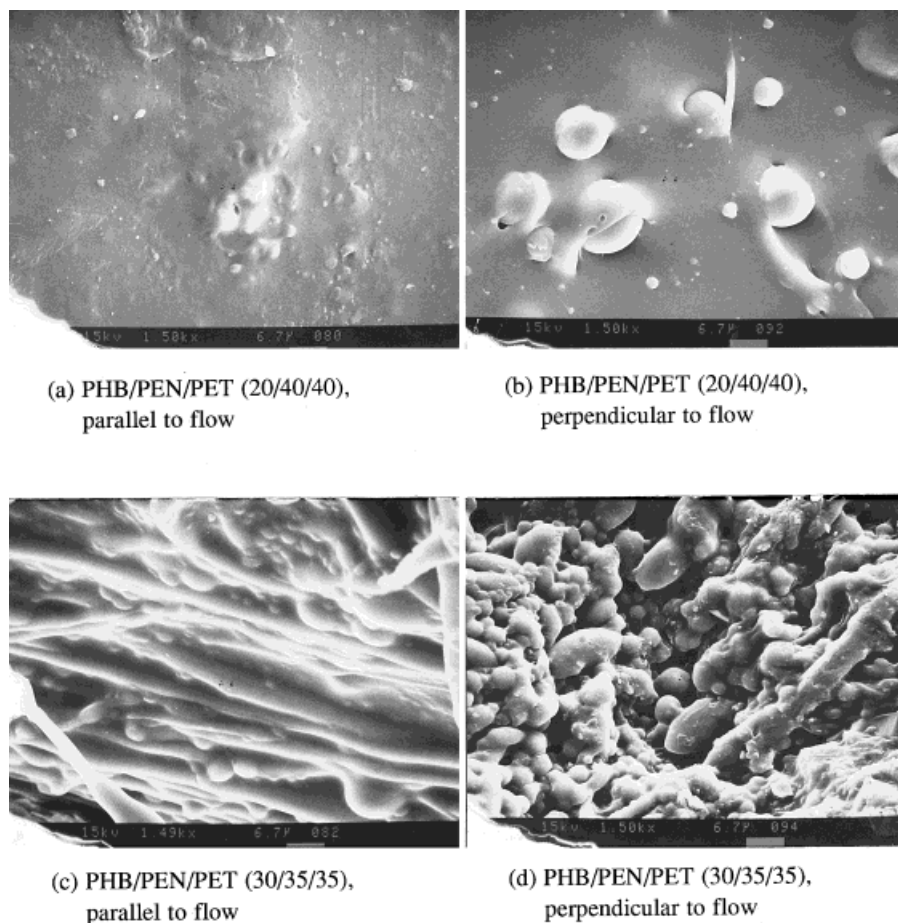 15kv 1.50kx 6.7µ 080
15kv 1.50kx 6.7µ 092
(a) PHB/PEN/PET (20/40/40),
parallel to flow
(b) PHB/PEN/PET (20/40/40),
perpendicular to flow
15kv 1.49kx 6.7µ 082
15kv 1.50kx 6.7µ 094
(c) PHB/PEN/PET (30/35/35),
parallel to flow
(d) PHB/PEN/PET (30/35/35),
perpendicular to flow